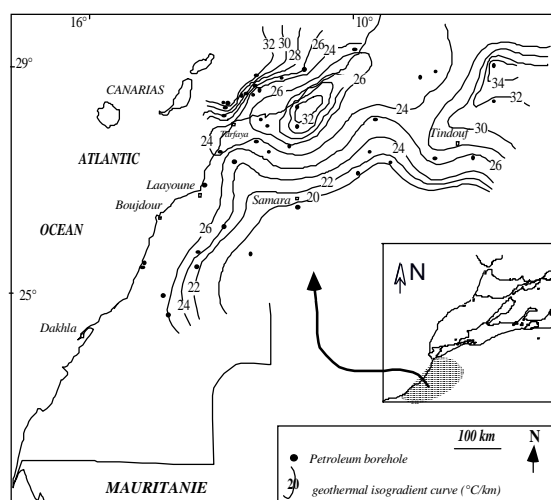 16°
10°
32
30
28
26
24
29°
CANARIAS
26
34
32
32
24
30
Tarfaya
Tindouf
24
24
26
ATLANTIC
Laayoune
22
Samara
20
Boujdour
26
OCEAN
22
24
25°
N
Dakhla
100 km
N
Petroleum borehole
20
geothermal isogradient curve (°C/km)
MAURITANIE